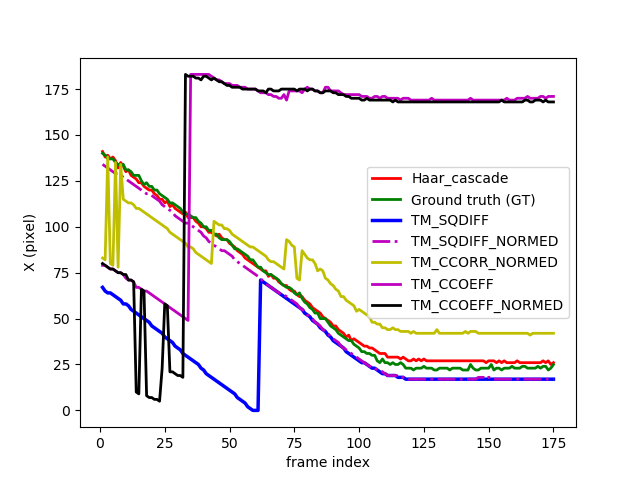 175
150
125
100
75
50
25
0
X (pixel)
0 25 50 75 100 125 150 175
frame index
Haar_cascade
Ground truth (GT)
TM_SQDIFF
TM_SQDIFF_NORMED
TM_CCORR_NORMED
TM_CCOEFF
TM_CCOEFF_NORMED